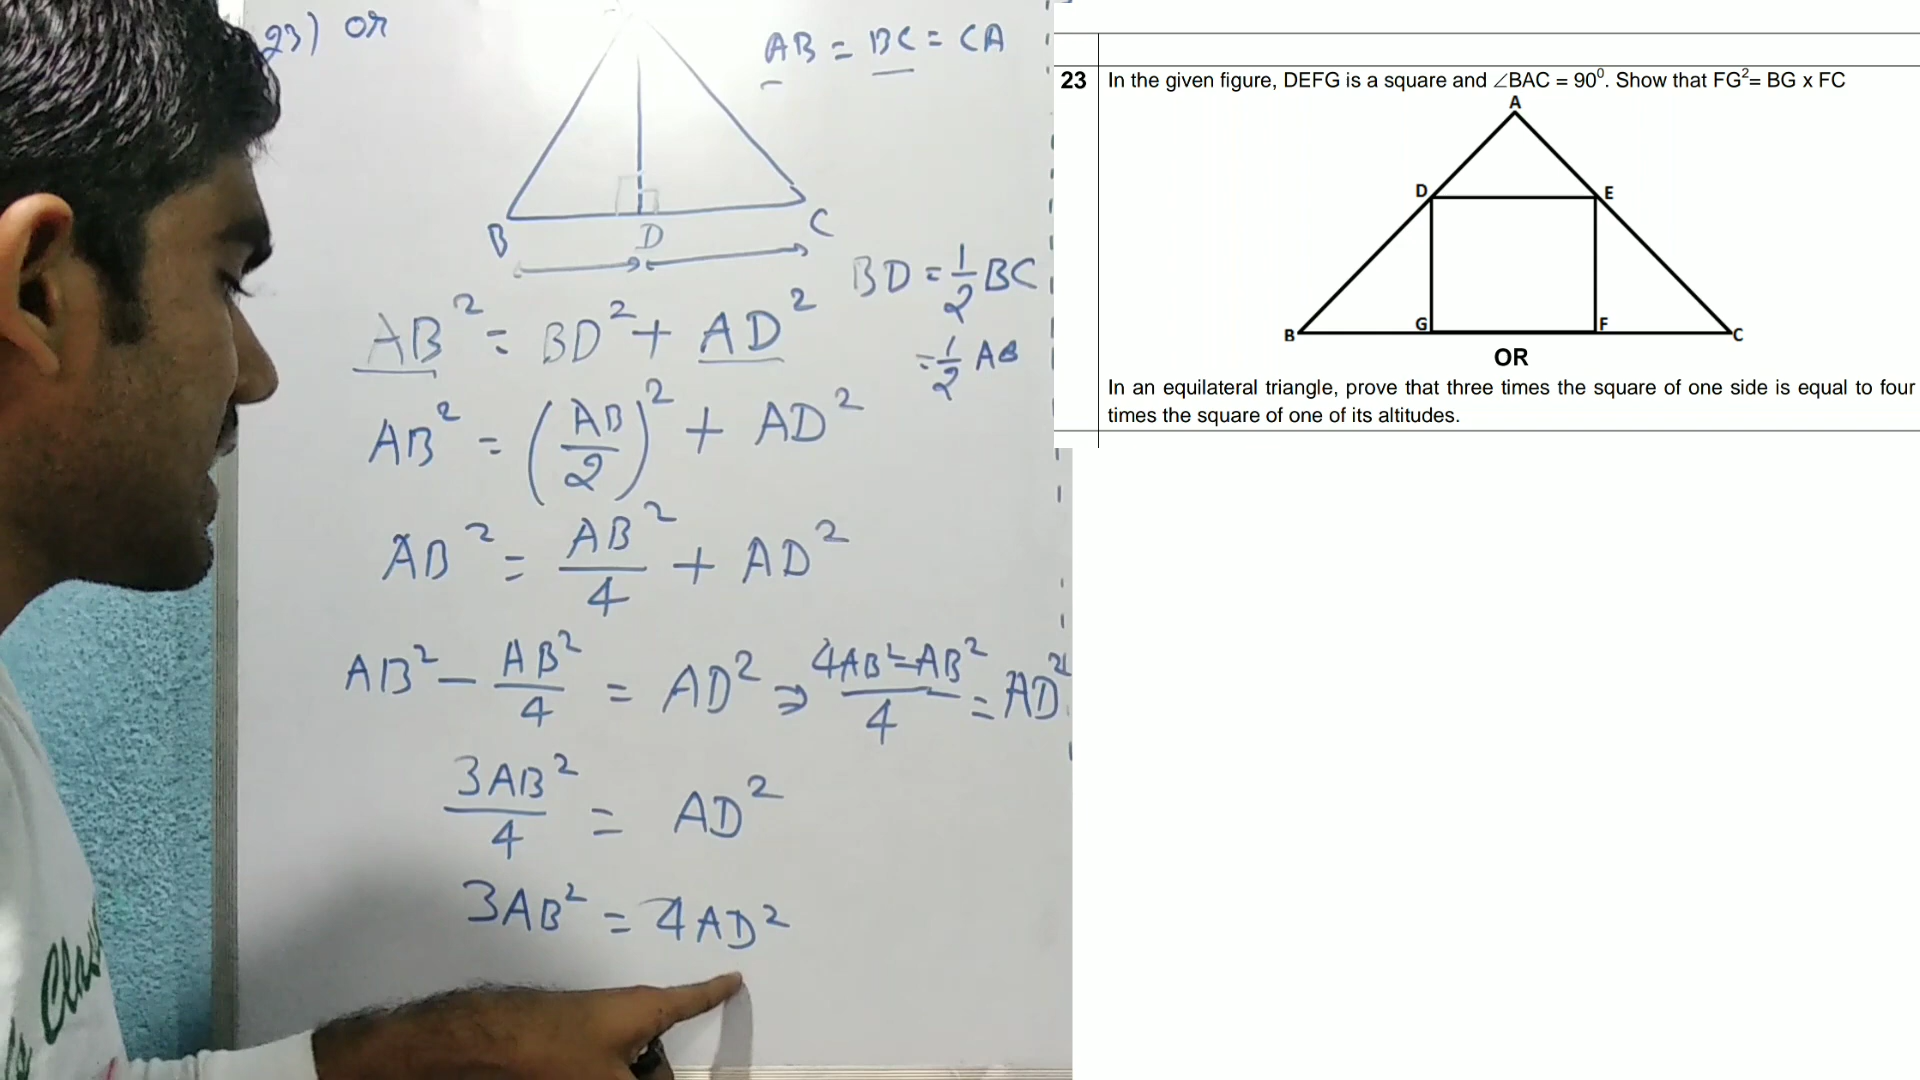 23) or
AB = BC = CA
B
D
C
BD = 1/2 BC
= 1/2 AB
AB² = BD² + AD²
AB² = (AB/2)² + AD²
AB² = AB²/4 + AD²
AB² - AB²/4 = AD² ⇒ 4AB²-AB²/4 = AD²
3AB²/4 = AD²
3AB² = 4AD²
Class
23 In the given figure, DEFG is a square and ∠BAC = 90⁰. Show that FG²= BG x FC
A
D
E
B
G
F
C
OR
In an equilateral triangle, prove that three times the square of one side is equal to four
times the square of one of its altitudes.